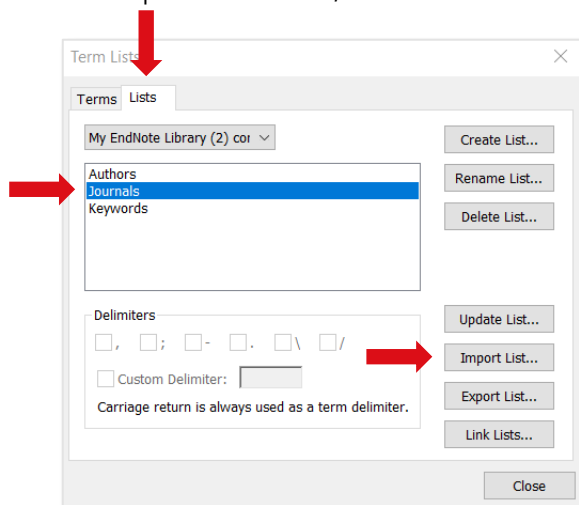 Term Lists
Terms Lists
My EndNote Library (2) cor
Create List...
Authors
Journals
Keywords
Rename List...
Delete List...
Delimiters
, ; - . \ /
Custom Delimiter:
Carriage return is always used as a term delimiter.
Update List...
Import List...
Export List...
Link Lists...
Close